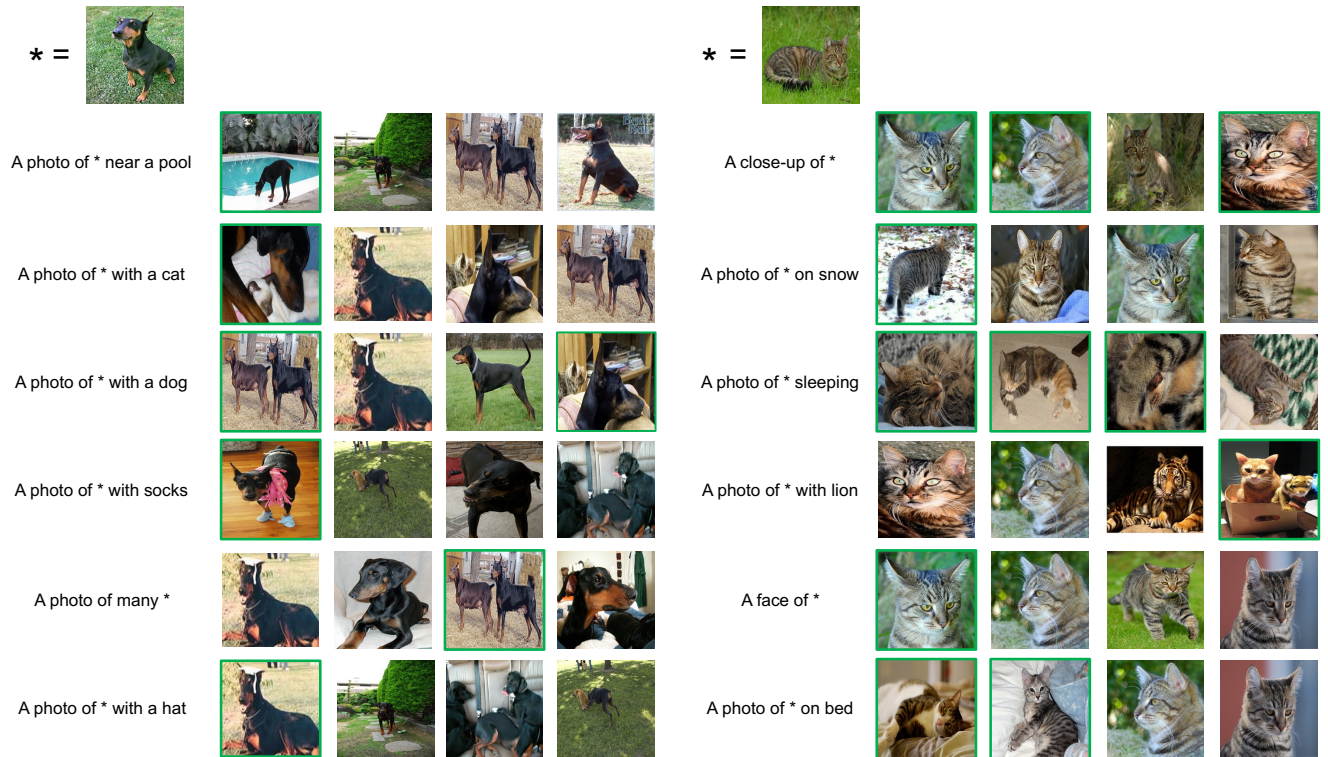 * =
* =
A photo of * near a pool
A close-up of *
A photo of * with a cat
A photo of * on snow
A photo of * with a dog
A photo of * sleeping
A photo of * with socks
A photo of * with lion
A photo of many *
A face of *
A photo of * with a hat
A photo of * on bed